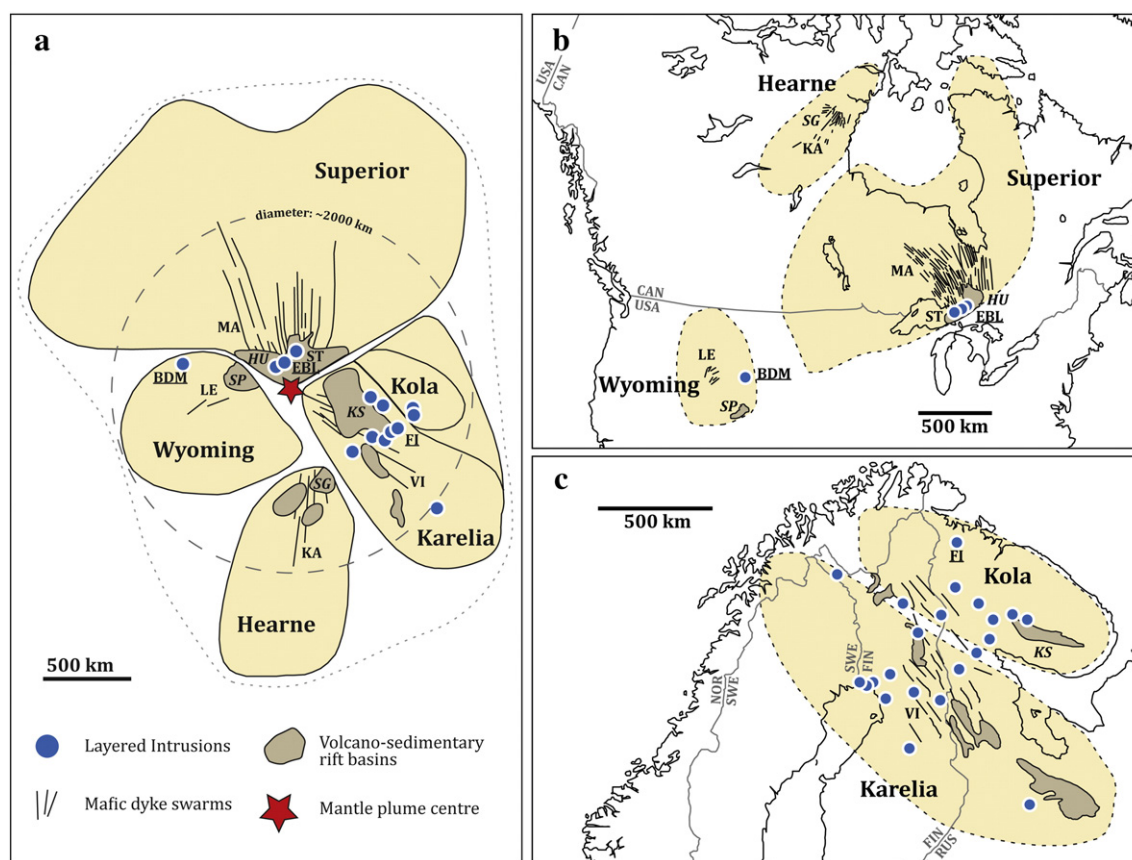 a
Superior
diameter: ~2000 km
MA
HU
ST
EBL
BDM
LE
SP
Wyoming
KS
Kola
FI
VI
SG
KA
Karelia
Hearne
500 km
Layered Intrusions
Volcano-sedimentary
rift basins
Mafic dyke swarms
Mantle plume centre
b
USA
CAN
Hearne
SG
KA
Superior
MA
CAN
USA
HU
ST
EBL
LE
BDM
Wyoming
SP
500 km
c
500 km
FI
Kola
KS
SWE
FIN
NOR
SWE
VI
Karelia
FIN
RUS